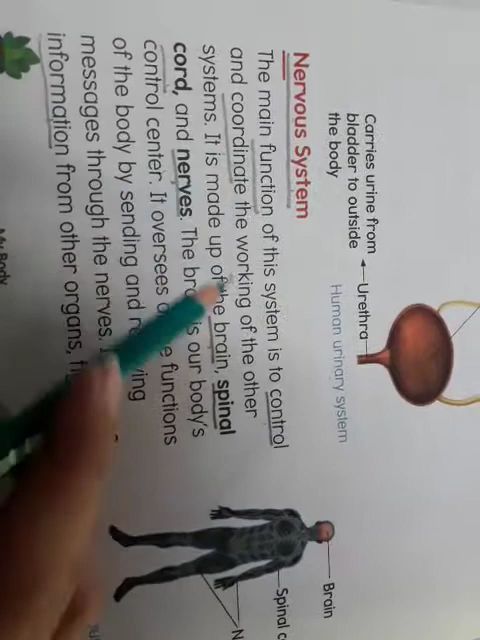 Carries urine from
bladder to outside
the body
Urethra
Human urinary system
Nervous System
The main function of this system is to control
and coordinate the working of the other
systems. It is made up of the brain, spinal
cord, and nerves. The is our body's
control center. It oversees functions
of the body by sending and
messages through the nerves.
information from other organs,
Brain
Spinal
My Body